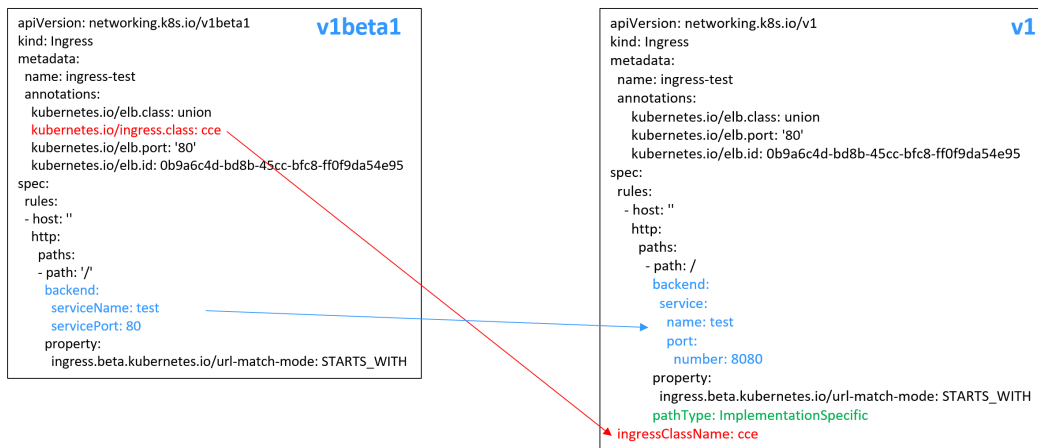 v1beta1
apiVersion: networking.k8s.io/v1beta1
kind: Ingress
metadata:
name: ingress-test
annotations:
kubernetes.io/elb.class: union
kubernetes.io/ingress.class: cce
kubernetes.io/elb.port: '80'
kubernetes.io/elb.id: 0b9a6c4d-bd8b-45cc-bfc8-ff0f9da54e95
spec:
rules:
- host: ''
http:
paths:
- path: '/'
backend:
serviceName: test
servicePort: 80
property:
ingress.beta.kubernetes.io/url-match-mode: STARTS_WITH
v1
apiVersion: networking.k8s.io/v1
kind: Ingress
metadata:
name: ingress-test
annotations:
kubernetes.io/elb.class: union
kubernetes.io/elb.port: '80'
kubernetes.io/elb.id: 0b9a6c4d-bd8b-45cc-bfc8-ff0f9da54e95
spec:
rules:
- host: ''
http:
paths:
- path: /
backend:
service:
name: test
port:
number: 8080
property:
ingress.beta.kubernetes.io/url-match-mode: STARTS_WITH
pathType: ImplementationSpecific
ingressClassName: cce